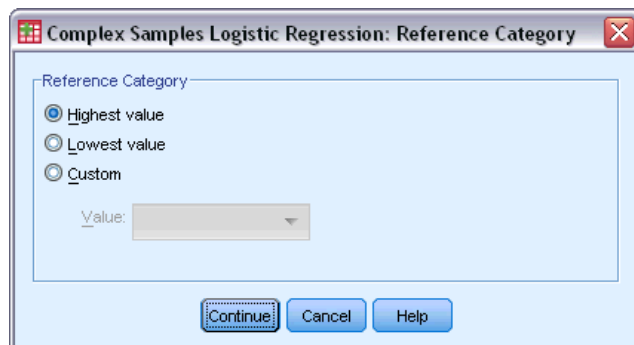 Complex Samples Logistic Regression: Reference Category
Reference Category
Highest value
Lowest value
Custom
Value:
Continue Cancel Help